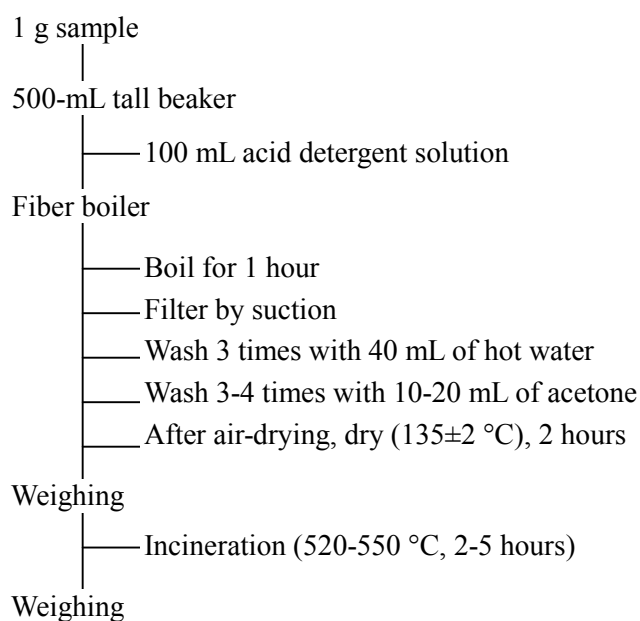 1 g sample
500-mL tall beaker
100 mL acid detergent solution
Fiber boiler
Boil for 1 hour
Filter by suction
Wash 3 times with 40 mL of hot water
Wash 3-4 times with 10-20 mL of acetone
After air-drying, dry (135±2 °C), 2 hours
Weighing
Incineration (520-550 °C, 2-5 hours)
Weighing